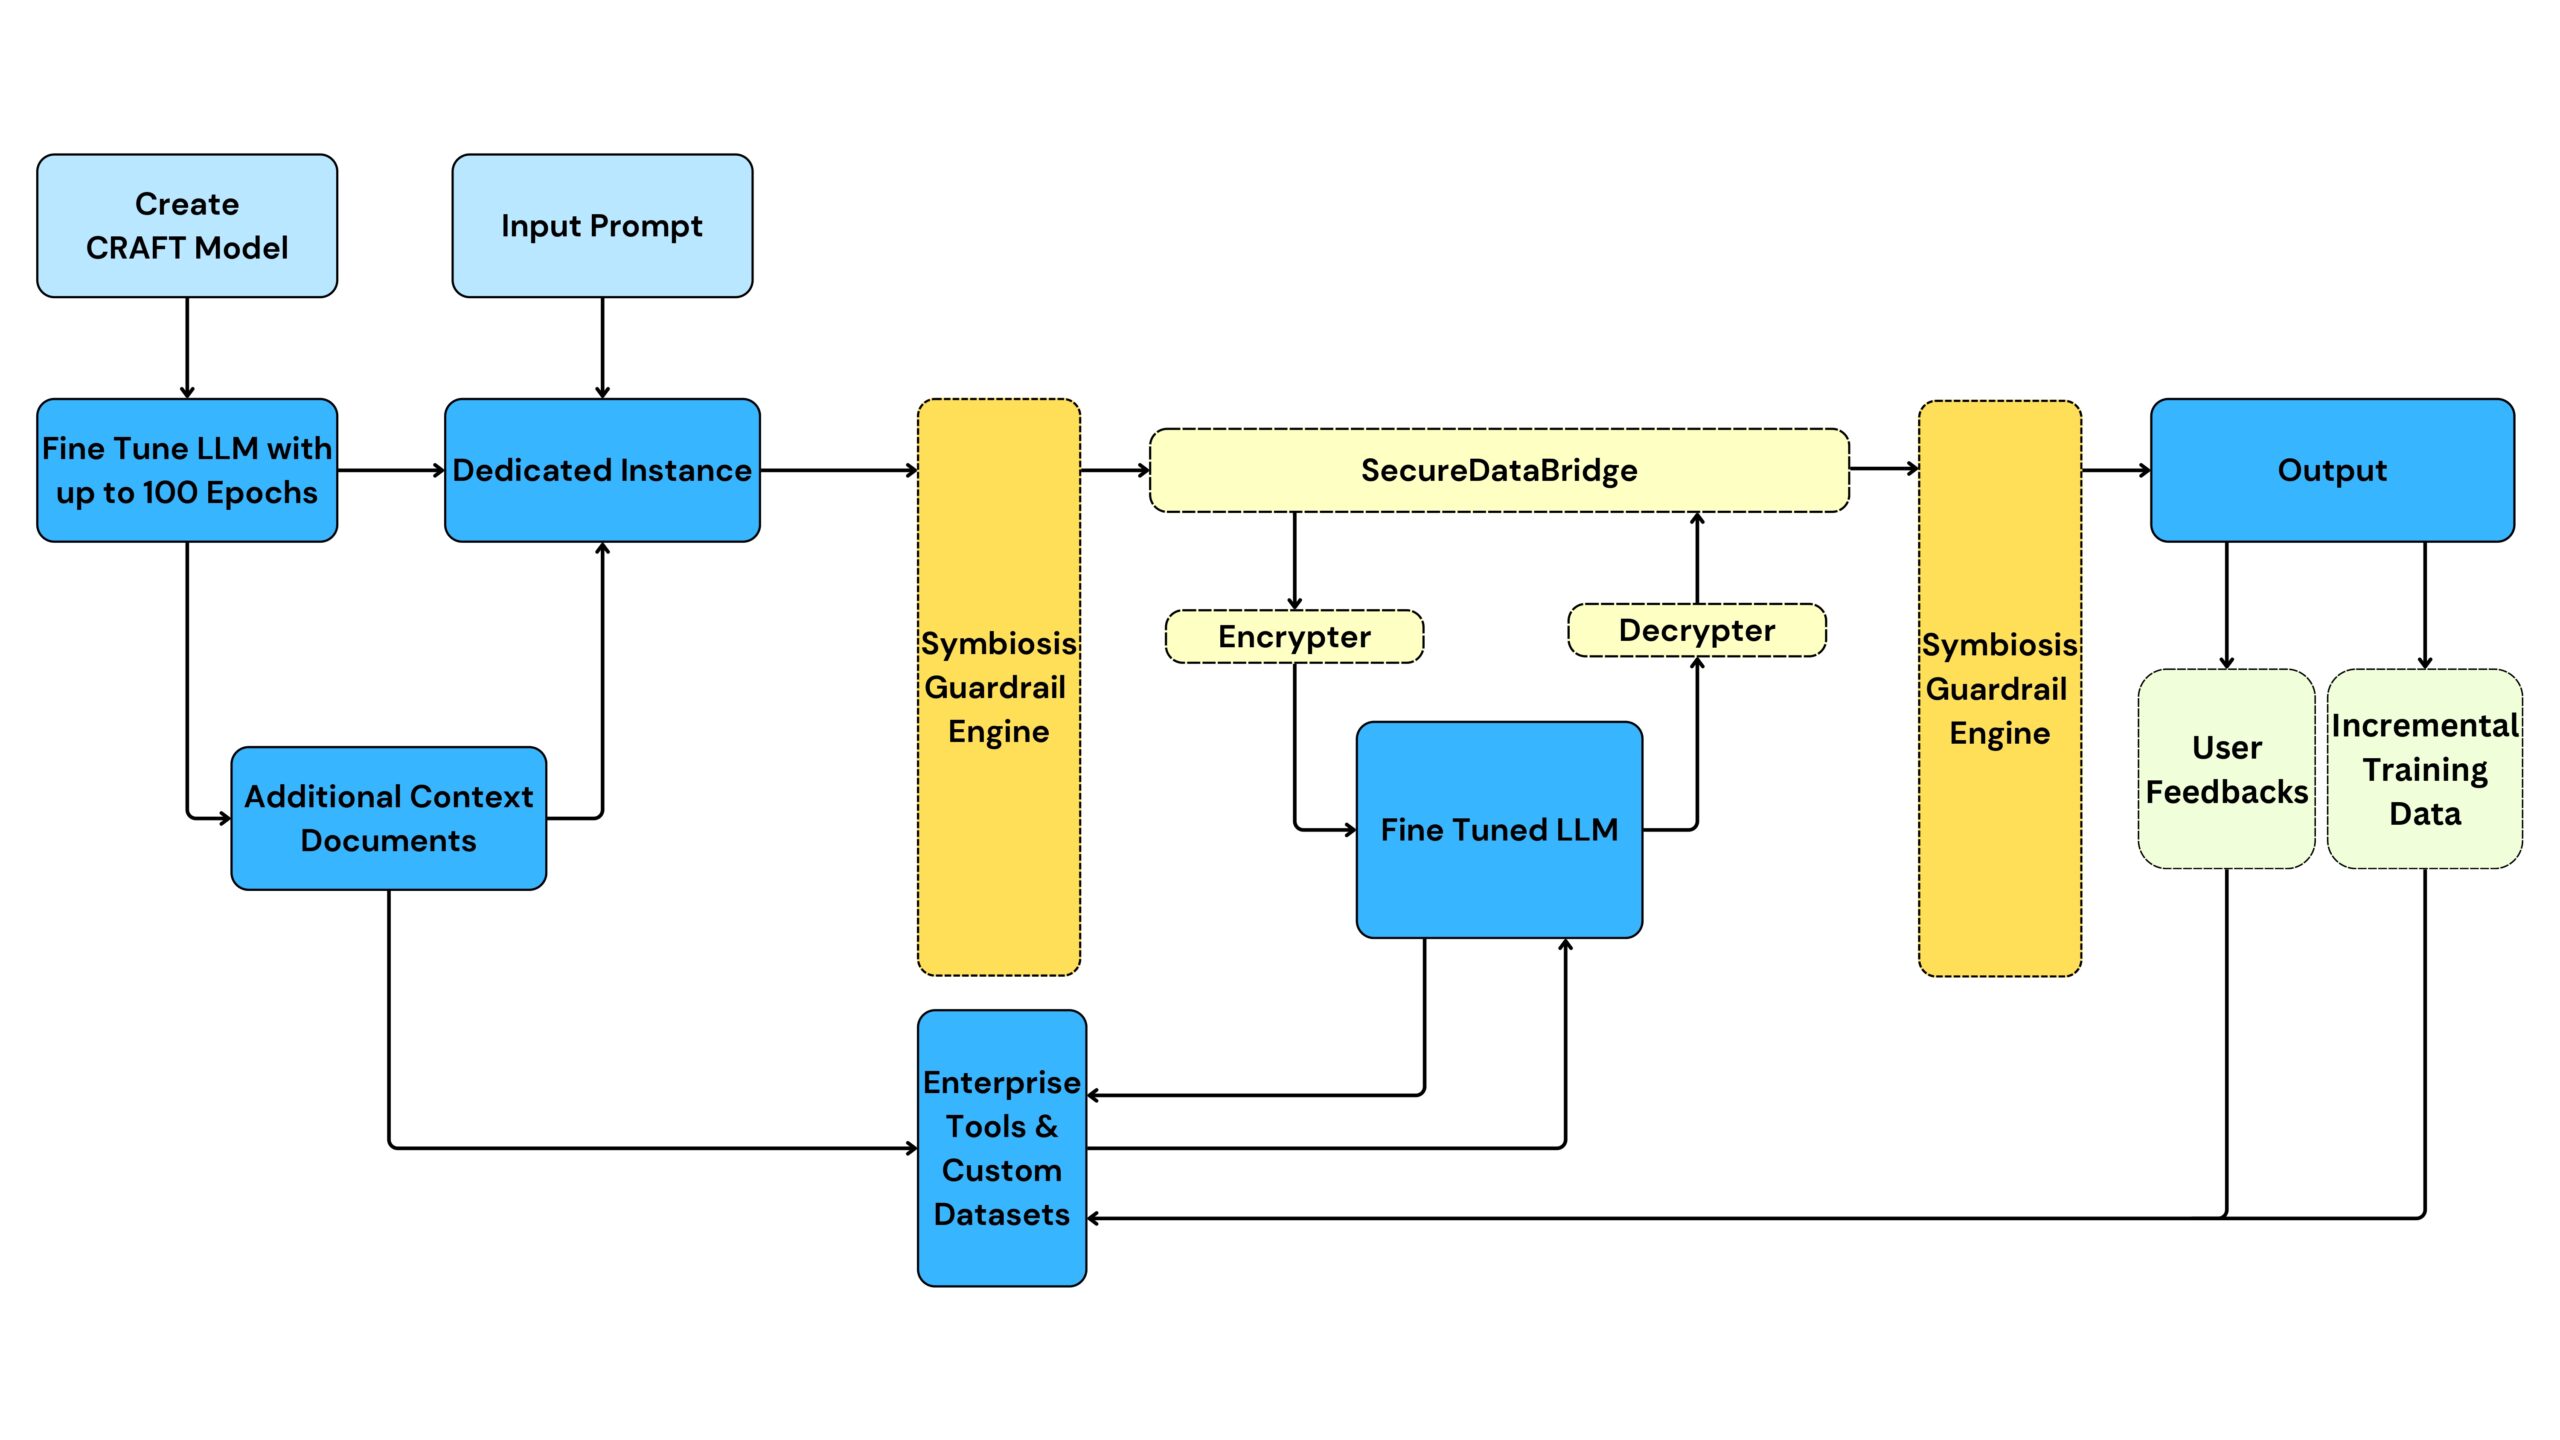 Create
CRAFT Model
Input Prompt
Fine Tune LLM with
up to 100 Epochs
Dedicated Instance
SecureDataBridge
Output
Encrypter
Decrypter
Symbiosis
Guardrail
Engine
Symbiosis
Guardrail
Engine
User
Feedbacks
Incremental
Training
Data
Additional Context
Documents
Fine Tuned LLM
Enterprise
Tools &
Custom
Datasets